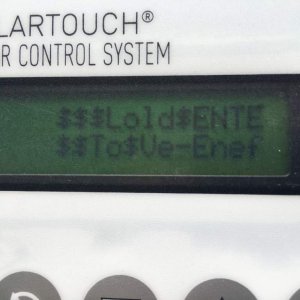 LARTOUCH®
R CONTROL SYSTEM
$$$Lold$ENTE
$$To$Ve-Enef